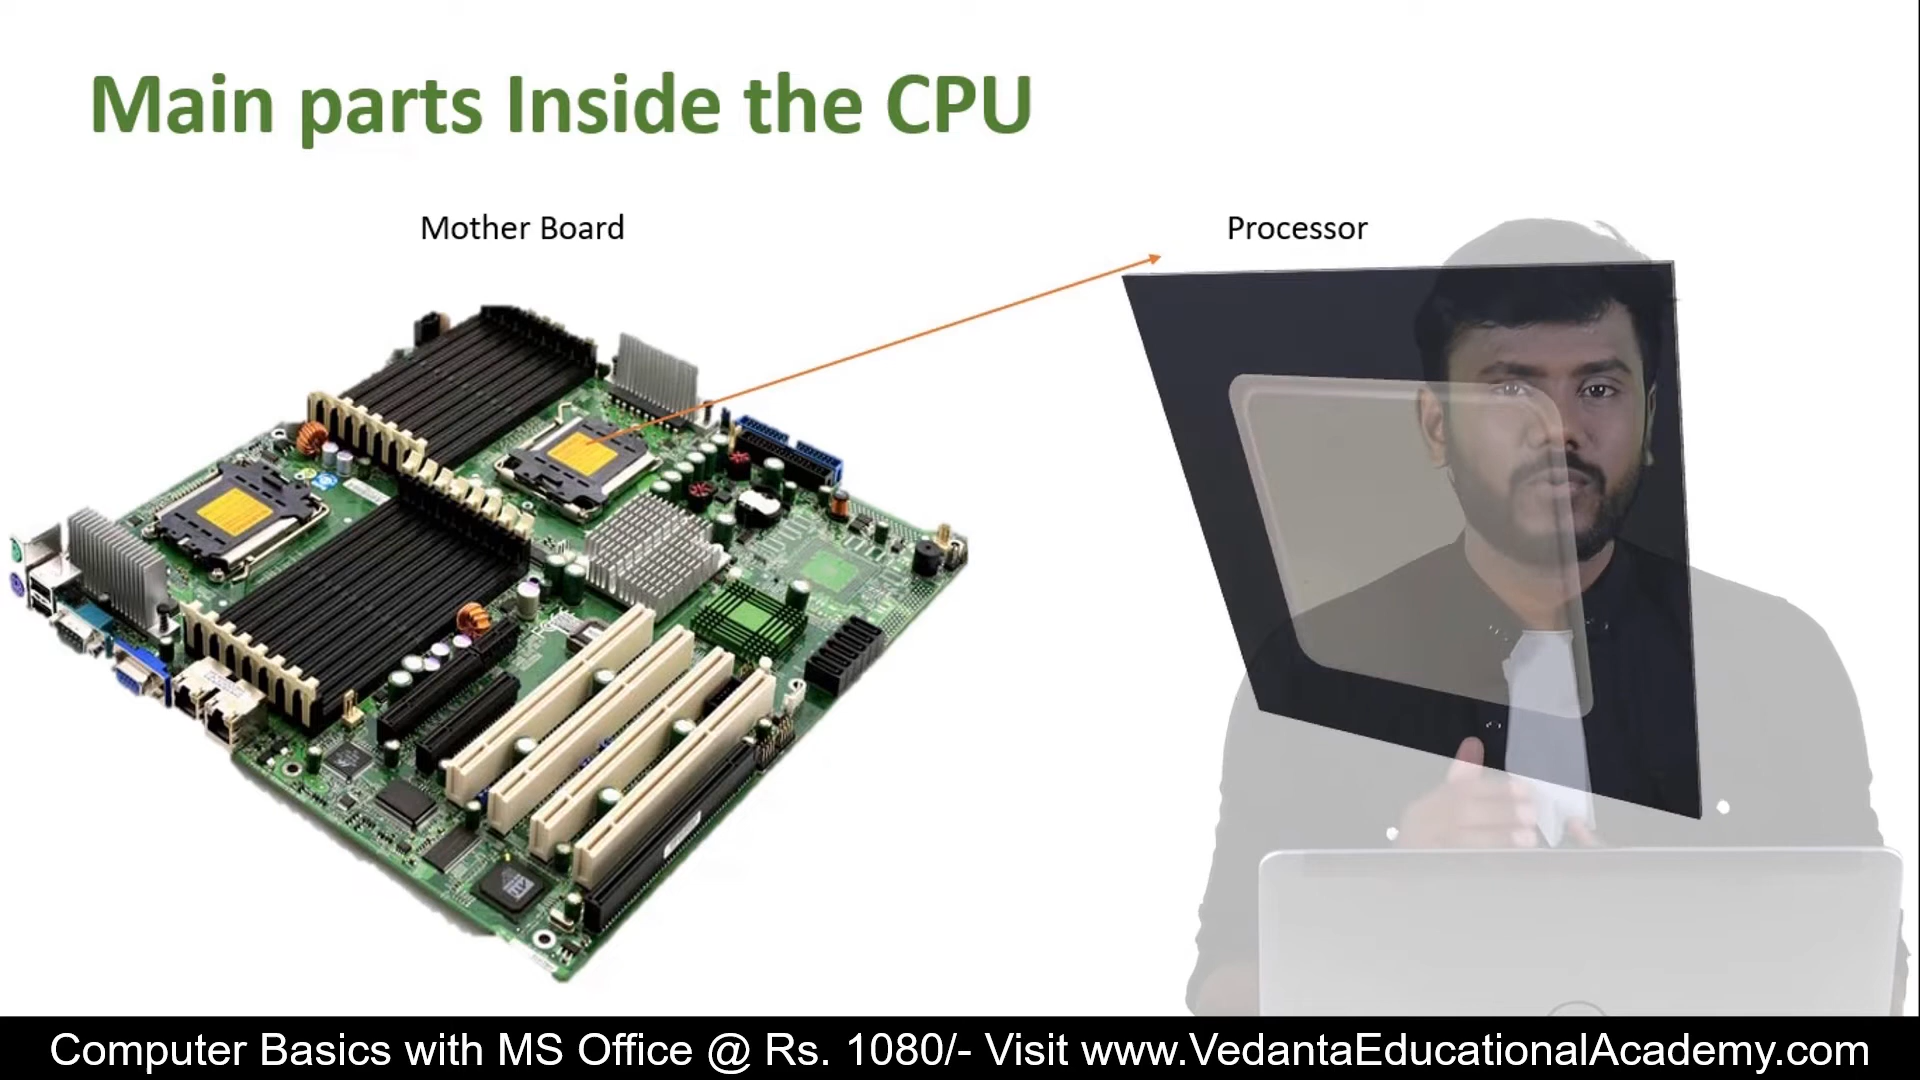 Main parts Inside the CPU
Mother Board
Processor
Computer Basics with MS Office @ Rs. 1080/- Visit www.VedantaEducationalAcademy.com